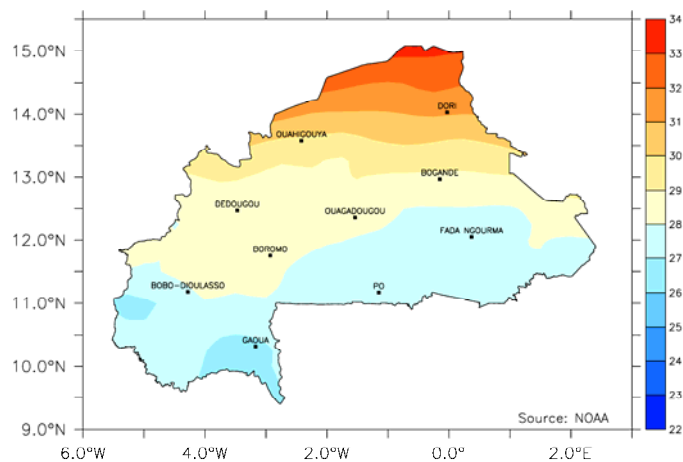 34
15.0°N
33
32
14.0°N
DORI
31
OUAHIGOUYA
30
13.0°N
BOGANDE
29
DEDOUGOU
OUAGADOUGOU
28
12.0°N
FADA NGOURMA
27
BOROMO
26
BOBO-DIOULASSO
PO
11.0°N
25
GAOUA
24
10.0°N
23
Source: NOAA
9.0°N
22
6.0°W 4.0°W 2.0°W 0.0° 2.0°E